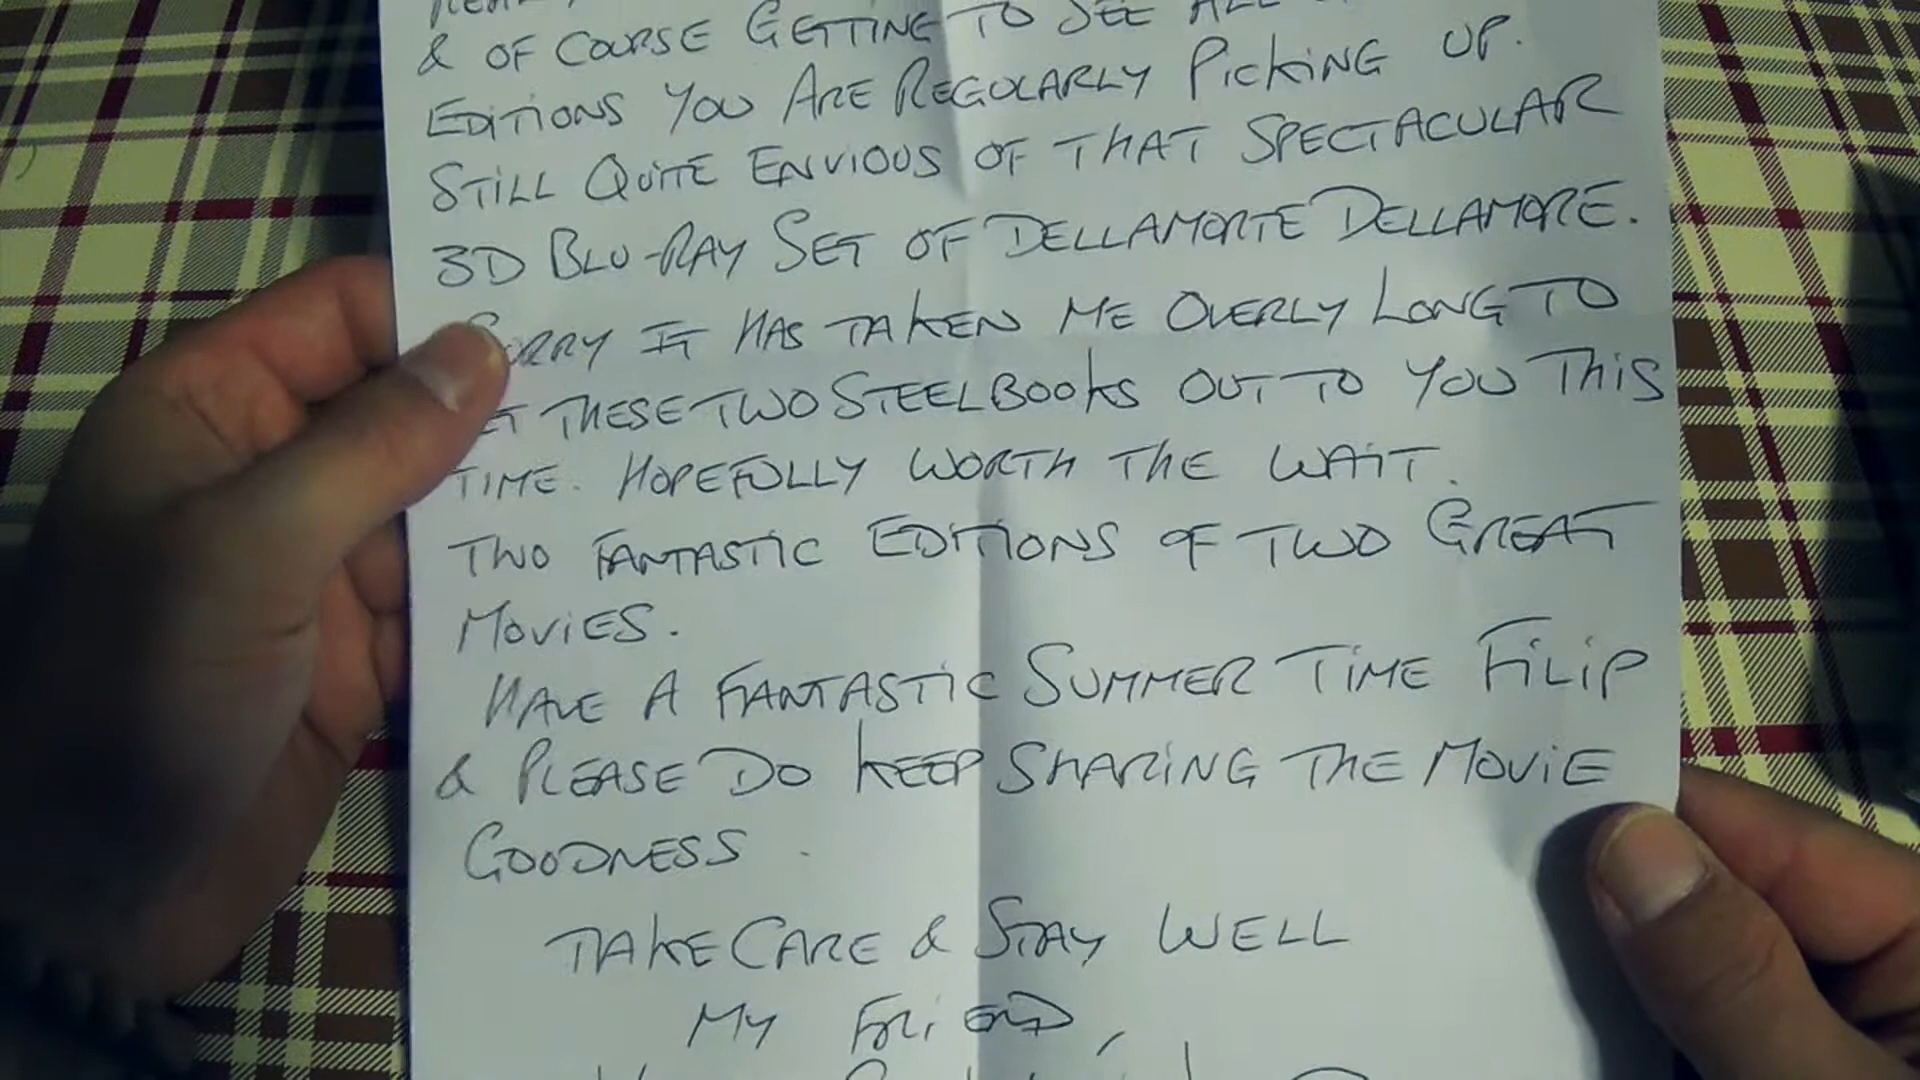 & OF COURSE GETTING TO SEE ALL
EDITIONS YOU ARE REGULARLY PICKING UP.
STILL QUITE ENVIOUS OF THAT SPECTACULAR
3D BLU-RAY SET OF DELLAMORTE DELLAMORE.
SORRY IT HAS TAKEN ME OVERLY LONG TO
THESE TWO STEELBOOKS OUT TO YOU THIS
TIME. HOPEFULLY WORTH THE WAIT.
TWO FANTASTIC EDITIONS OF TWO GREAT
MOVIES.
HAVE A FANTASTIC SUMMER TIME FILIP
& PLEASE DO KEEP SHARING THE MOVIE
GOODNESS.
TAKE CARE & STAY WELL
MY FRIEND,